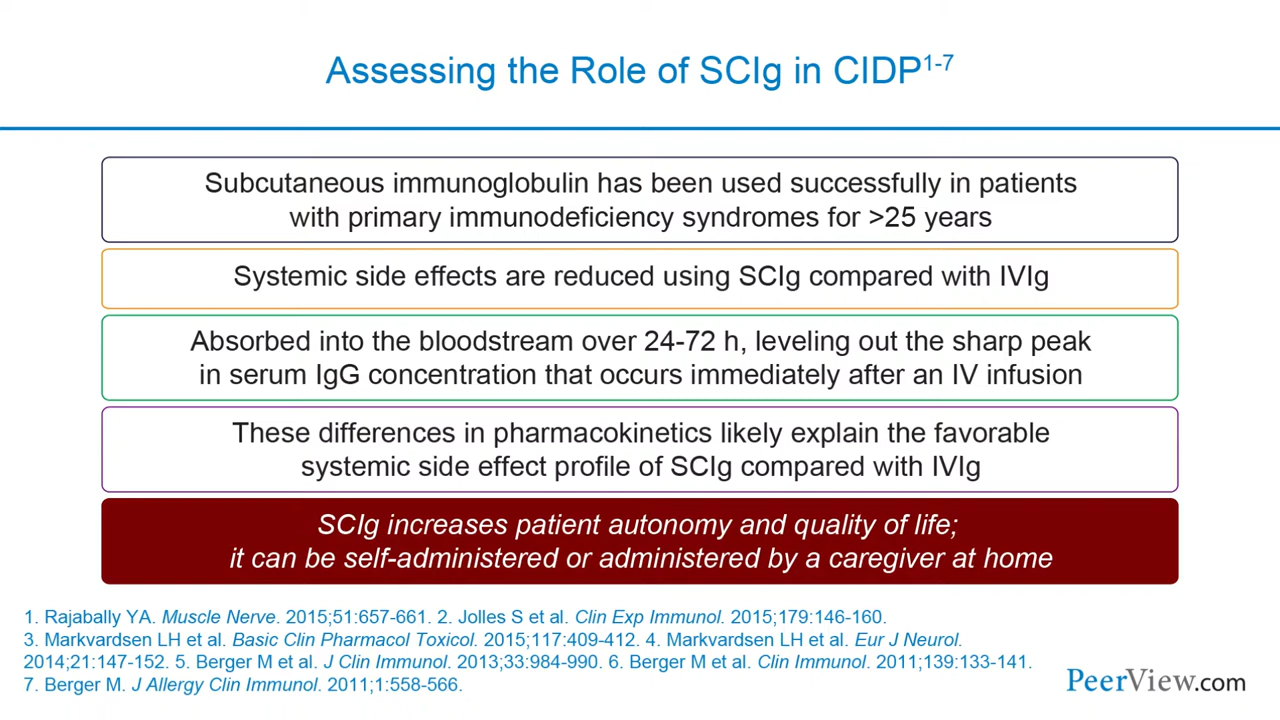 Assessing the Role of SCIg in CIDP1-7
Subcutaneous immunoglobulin has been used successfully in patients
with primary immunodeficiency syndromes for >25 years
Systemic side effects are reduced using SCIg compared with IVIg
Absorbed into the bloodstream over 24-72 h, leveling out the sharp peak
in serum IgG concentration that occurs immediately after an IV infusion
These differences in pharmacokinetics likely explain the favorable
systemic side effect profile of SCIg compared with IVIg
SCIg increases patient autonomy and quality of life;
it can be self-administered or administered by a caregiver at home
1. Rajabally YA. Muscle Nerve. 2015;51:657-661. 2. Jolles S et al. Clin Exp Immunol. 2015;179:146-160.
3. Markvardsen LH et al. Basic Clin Pharmacol Toxicol. 2015;117:409-412. 4. Markvardsen LH et al. Eur J Neurol.
2014;21:147-152. 5. Berger M et al. J Clin Immunol. 2013;33:984-990. 6. Berger M et al. Clin Immunol. 2011;139:133-141.
7. Berger M. J Allergy Clin Immunol. 2011;1:558-566.
PeerView.com